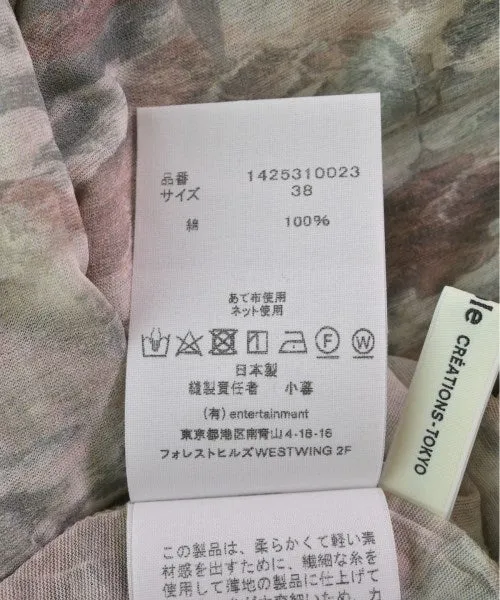 品番 1425310023
サイズ 38
綿 100%
あて布使用
ネット使用
日本製
縫製責任者 小暮
(有) entertainment
東京都港区南青山4-18-16
フォレストヒルズWESTWING 2F
le
CRÉATIONS-TOKYO
この製品は、柔らかくて軽い素
材感を出すために、繊細な糸を
使用して薄地の製品に仕上げて